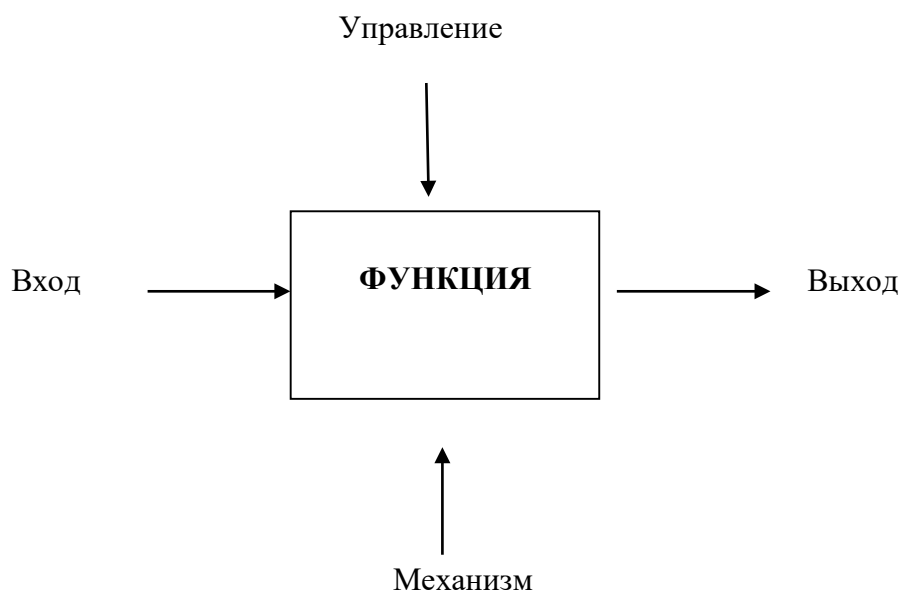 Управление
Вход
ФУНКЦИЯ
Выход
Механизм